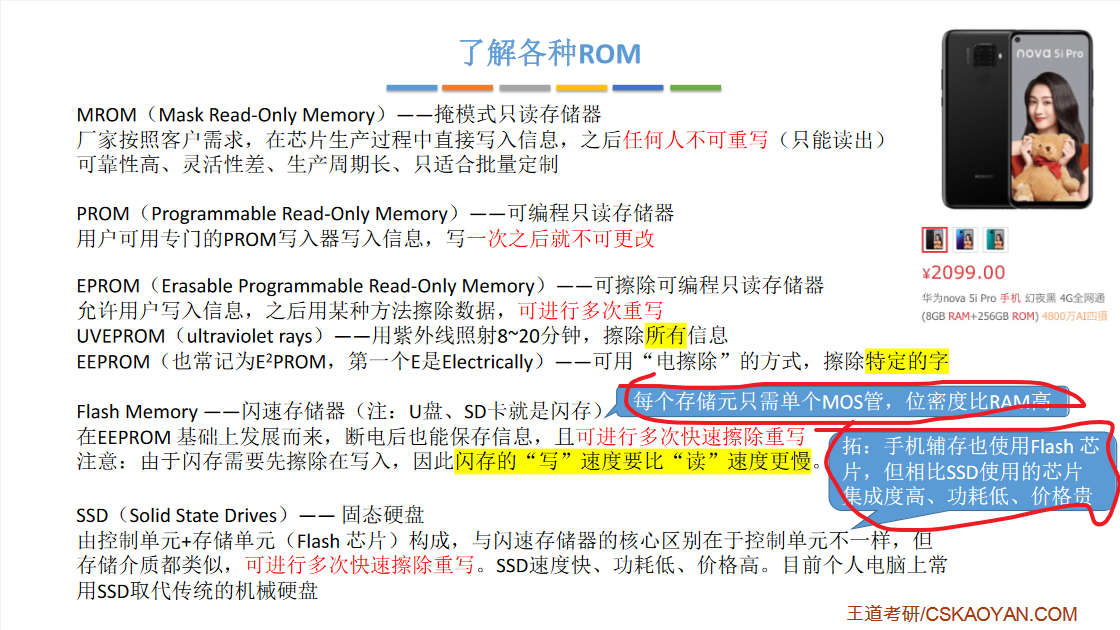 了解各种ROM
MROM（Mask Read-Only Memory）——掩模式只读存储器
厂家按照客户需求，在芯片生产过程中直接写入信息，之后任何人不可重写（只能读出）
可靠性高、灵活性差、生产周期长、只适合批量定制
PROM（Programmable Read-Only Memory）——可编程只读存储器
用户可用专门的PROM写入器写入信息，写一次之后就不可更改
EPROM（Erasable Programmable Read-Only Memory）——可擦除可编程只读存储器
允许用户写入信息，之后用某种方法擦除数据，可进行多次重写
UVEPROM（ultraviolet rays）——用紫外线照射8~20分钟，擦除所有信息
EEPROM（也常记为E²PROM，第一个E是Electrically）——可用“电擦除”的方式，擦除特定的字
每个存储元只需单个MOS管，位密度比RAM高
Flash Memory ——闪速存储器（注：U盘、SD卡就是闪存）
在EEPROM 基础上发展而来，断电后也能保存信息，且可进行多次快速擦除重写
注意：由于闪存需要先擦除在写入，因此闪存的“写”速度要比“读”速度更慢。
拓：手机辅存也使用Flash 芯
片，但相比SSD使用的芯片
集成度高、功耗低、价格贵
SSD（Solid State Drives）—— 固态硬盘
由控制单元+存储单元（Flash 芯片）构成，与闪速存储器的核心区别在于控制单元不一样，但
存储介质都类似，可进行多次快速擦除重写。SSD速度快、功耗低、价格高。目前个人电脑上常
用SSD取代传统的机械硬盘
nova 5i Pro
HUAWEI
¥2099.00
华为nova 5i Pro 手机 幻夜黑 4G全网通
(8GB RAM+256GB ROM) 4800万AI四摄
王道考研/CSKAOYAN.COM